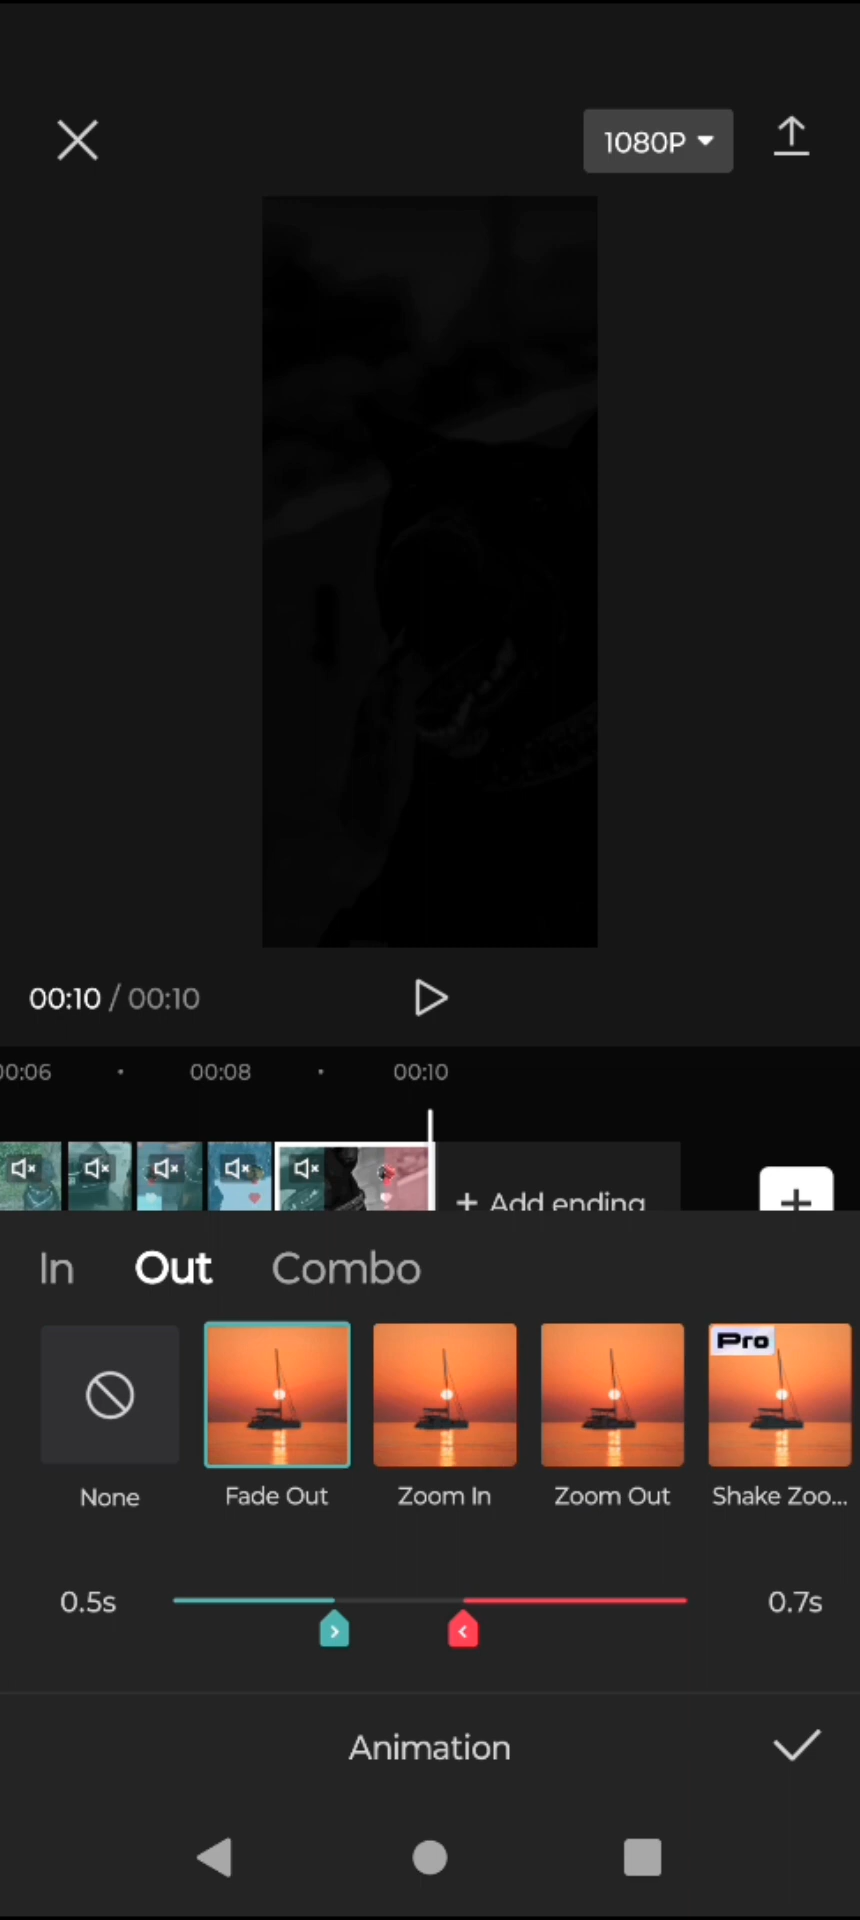 1080P
00:10 / 00:10
00:06
00:08
00:10
+ Add ending
In
Out
Combo
Pro
None
Fade Out
Zoom In
Zoom Out
Shake Zoo...
0.5s
0.7s
Animation